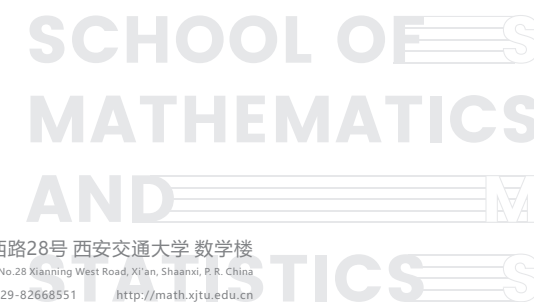 SCHOOL OF S
MATHEMATICS
AND M
西路28号 西安交通大学 数学楼
No.28 Xianning West Road, Xi'an, Shaanxi, P. R. China
STATISTICS S
29-82668551 http://math.xjtu.edu.cn